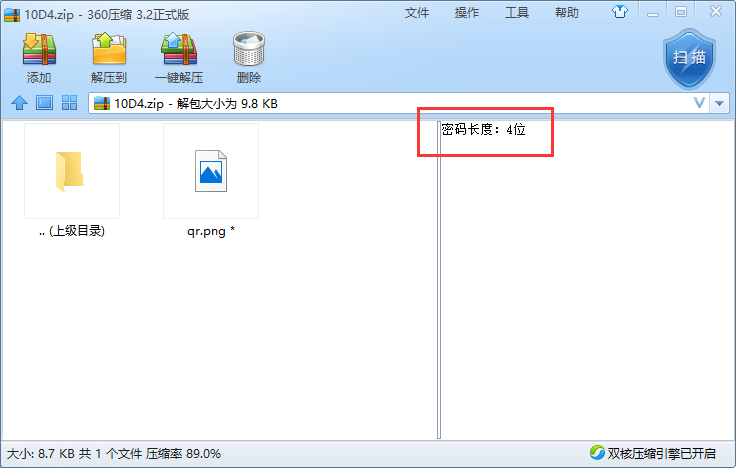 10D4.zip - 360压缩 3.2正式版
文件 操作 工具 帮助
添加 解压到 一键解压 删除
扫描
10D4.zip - 解包大小为 9.8 KB
密码长度：4位
.. (上级目录) qr.png *
大小: 8.7 KB 共 1 个文件 压缩率 89.0%
双核压缩引擎已开启